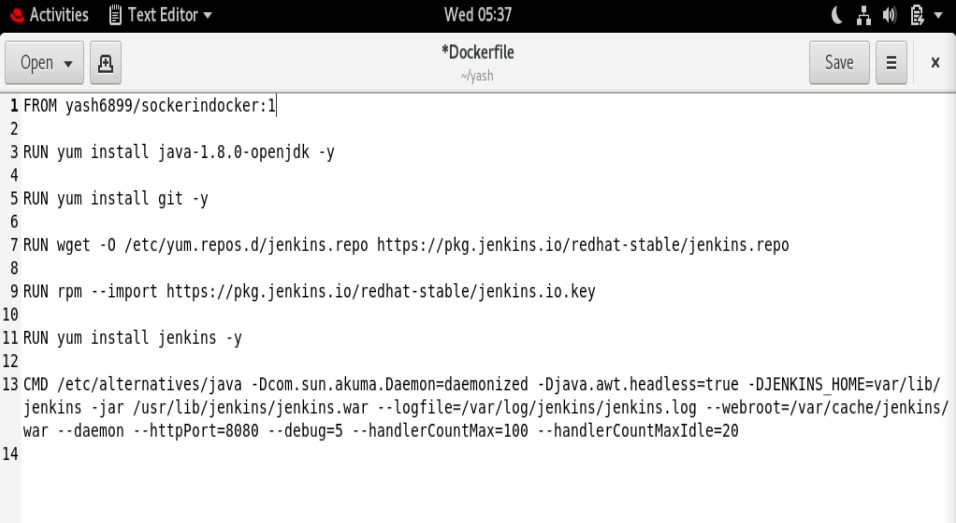 Activities Text Editor Wed 05:37
Open *Dockerfile Save
~/yash
1 FROM yash6899/sockerindocker:1
2
3 RUN yum install java-1.8.0-openjdk -y
4
5 RUN yum install git -y
6
7 RUN wget -O /etc/yum.repos.d/jenkins.repo https://pkg.jenkins.io/redhat-stable/jenkins.repo
8
9 RUN rpm --import https://pkg.jenkins.io/redhat-stable/jenkins.io.key
10
11 RUN yum install jenkins -y
12
13 CMD /etc/alternatives/java -Dcom.sun.akuma.Daemon=daemonized -Djava.awt.headless=true -DJENKINS_HOME=var/lib/
jenkins -jar /usr/lib/jenkins/jenkins.war --logfile=/var/log/jenkins/jenkins.log --webroot=/var/cache/jenkins/
war --daemon --httpPort=8080 --debug=5 --handlerCountMax=100 --handlerCountMaxIdle=20
14